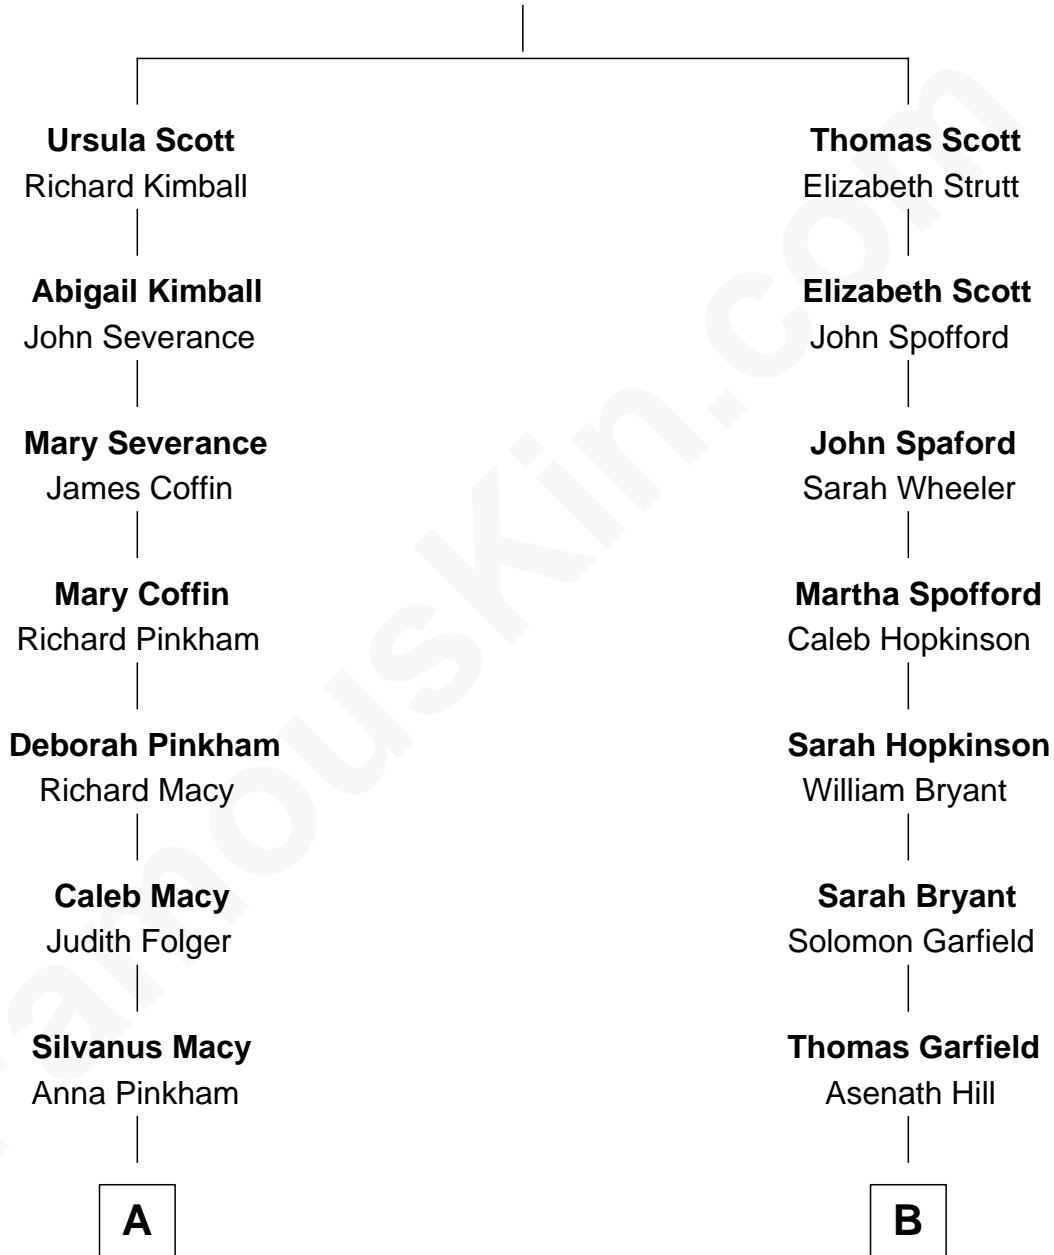 Ursula Scott
Richard Kimball
Thomas Scott
Elizabeth Strutt
Abigail Kimball
John Severance
Elizabeth Scott
John Spofford
Mary Severance
James Coffin
John Spaford
Sarah Wheeler
Mary Coffin
Richard Pinkham
Martha Spofford
Caleb Hopkinson
Deborah Pinkham
Richard Macy
Sarah Hopkinson
William Bryant
Caleb Macy
Judith Folger
Sarah Bryant
Solomon Garfield
Silvanus Macy
Anna Pinkham
Thomas Garfield
Asenath Hill
A
B
FamousKin.com